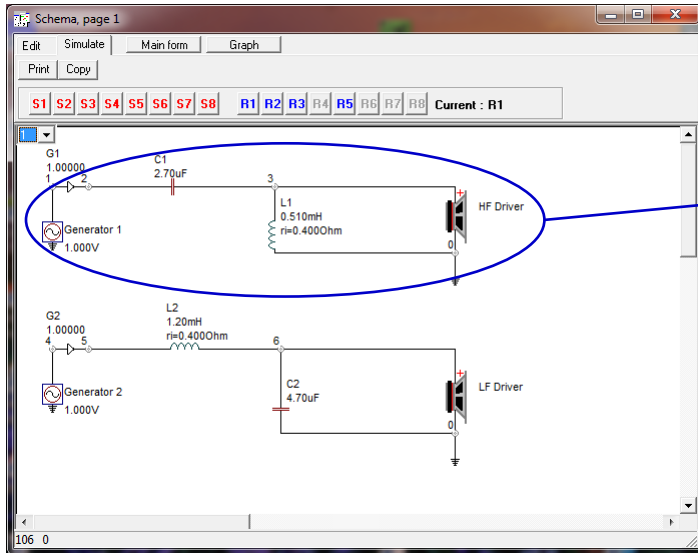 Schema, page 1
Edit Simulate Main form Graph
Print Copy
S1 S2 S3 S4 S5 S6 S7 S8 R1 R2 R3 R4 R5 R6 R7 R8 Current : R1
1
G1
1.00000
1 2
C1
2.70uF
3
L1
0.510mH
ri=0.400Ohm
+
HF Driver
0
Generator 1
1.000V
G2
1.00000
4 5
L2
1.20mH
ri=0.400Ohm
6
C2
4.70uF
+
LF Driver
0
Generator 2
1.000V
106 0